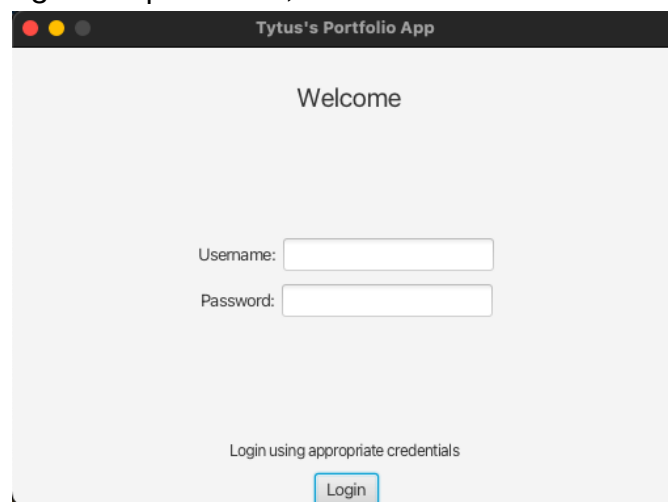 Tytus's Portfolio App
Welcome
Username:
Password:
Login using appropriate credentials
Login